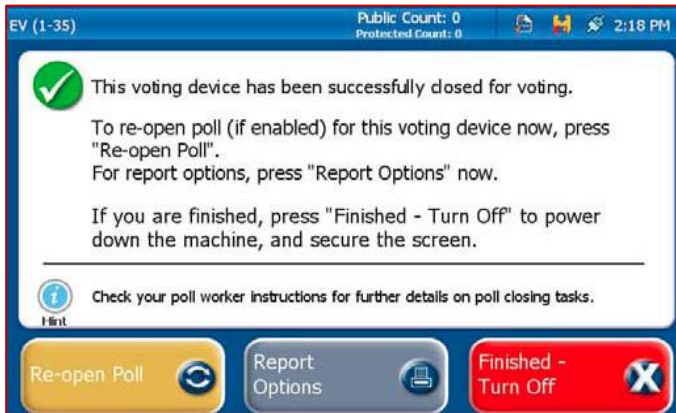 EV (1-35)
Public Count: 0
Protected Count: 0
2:18 PM
This voting device has been successfully closed for voting.
To re-open poll (if enabled) for this voting device now, press
"Re-open Poll".
For report options, press "Report Options" now.
If you are finished, press "Finished - Turn Off" to power
down the machine, and secure the screen.
Hint
Check your poll worker instructions for further details on poll closing tasks.
Re-open Poll
Report
Options
Finished -
Turn Off